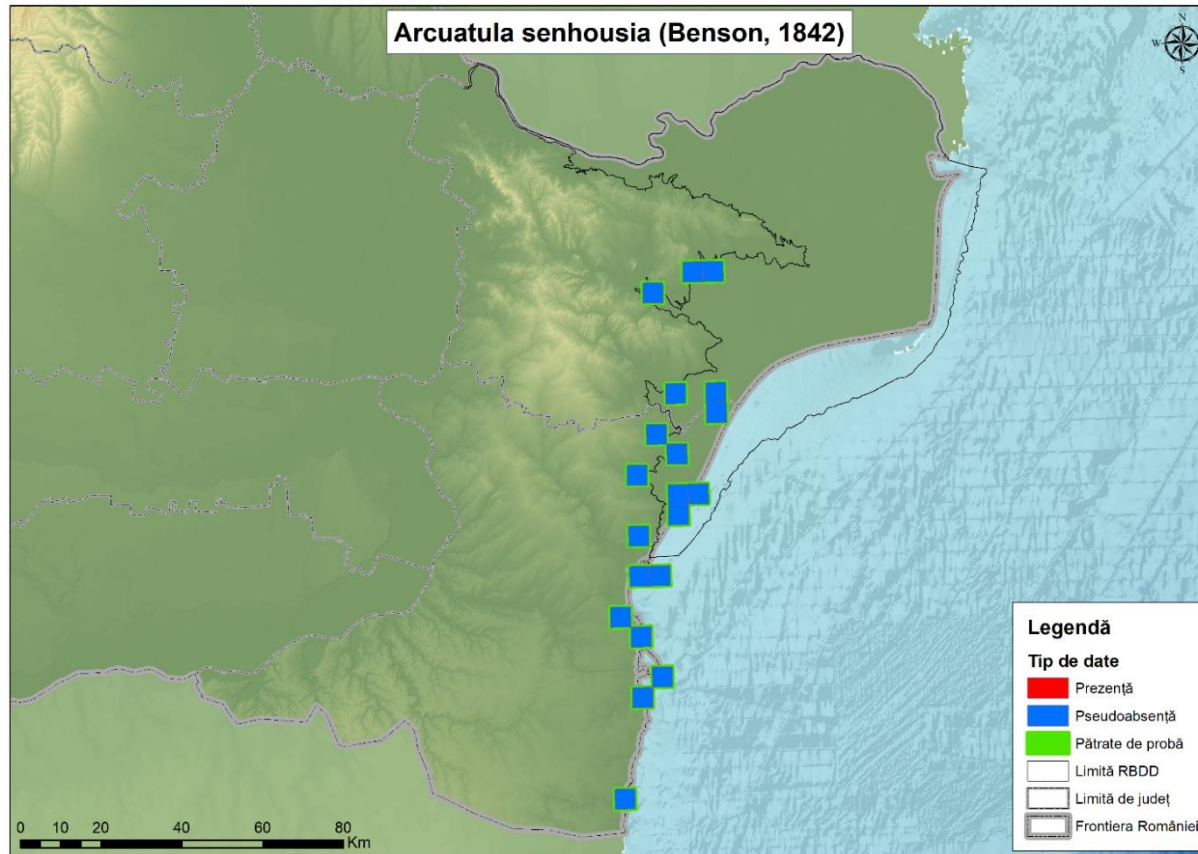 Arcuatula senhousia (Benson, 1842)
N
W E
S
Legendă
Tip de date
Prezență
Pseudoabsență
Pătrate de probă
Limită RBDD
Limită de județ
Frontiera României
0 10 20 40 60 80
Km